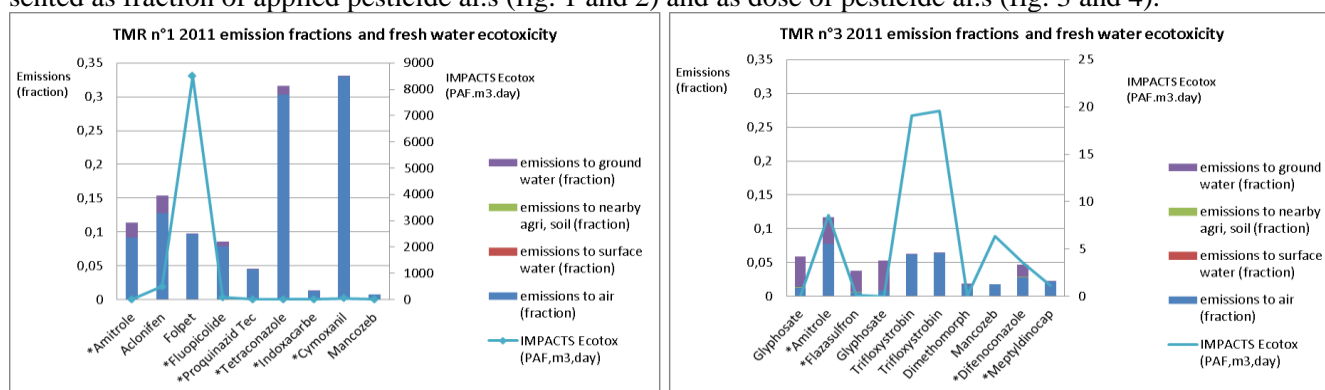 sented as fraction of applied pesticide ai.s (fig. 1 and 2) and as dose of pesticide ai.s (fig. 3 and 4).
TMR n°1 2011 emission fractions and fresh water ecotoxicity
Emissions
(fraction)
0,35
0,3
0,25
0,2
0,15
0,1
0,05
0
9000
8000
7000
6000
5000
4000
3000
2000
1000
0
IMPACTS Ecotox
(PAF.m3.day)
*Amitrole
Aclonifen
Folpet
*Fluopicolide
*Proquinazid Tec
*Tetraconazole
*Indoxacarbe
*Cymoxanil
Mancozeb
emissions to ground
water (fraction)
emissions to nearby
agri, soil (fraction)
emissions to surface
water (fraction)
emissions to air
(fraction)
IMPACTS Ecotox
(PAF,m3,day)
TMR n°3 2011 emission fractions and fresh water ecotoxicity
Emissions
(fraction)
0,35
0,3
0,25
0,2
0,15
0,1
0,05
0
25
20
15
10
5
0
IMPACTS Ecotox
(PAF.m3.day)
Glyphosate
*Amitrole
*Flazasulfron
Glyphosate
Trifloxystrobin
Trifloxystrobin
Dimethomorph
Mancozeb
*Difenoconazole
*Meptyldinocap
emissions to ground
water (fraction)
emissions to nearby
agri, soil (fraction)
emissions to surface
water (fraction)
emissions to air
(fraction)
IMPACTS Ecotox
(PAF,m3,day)